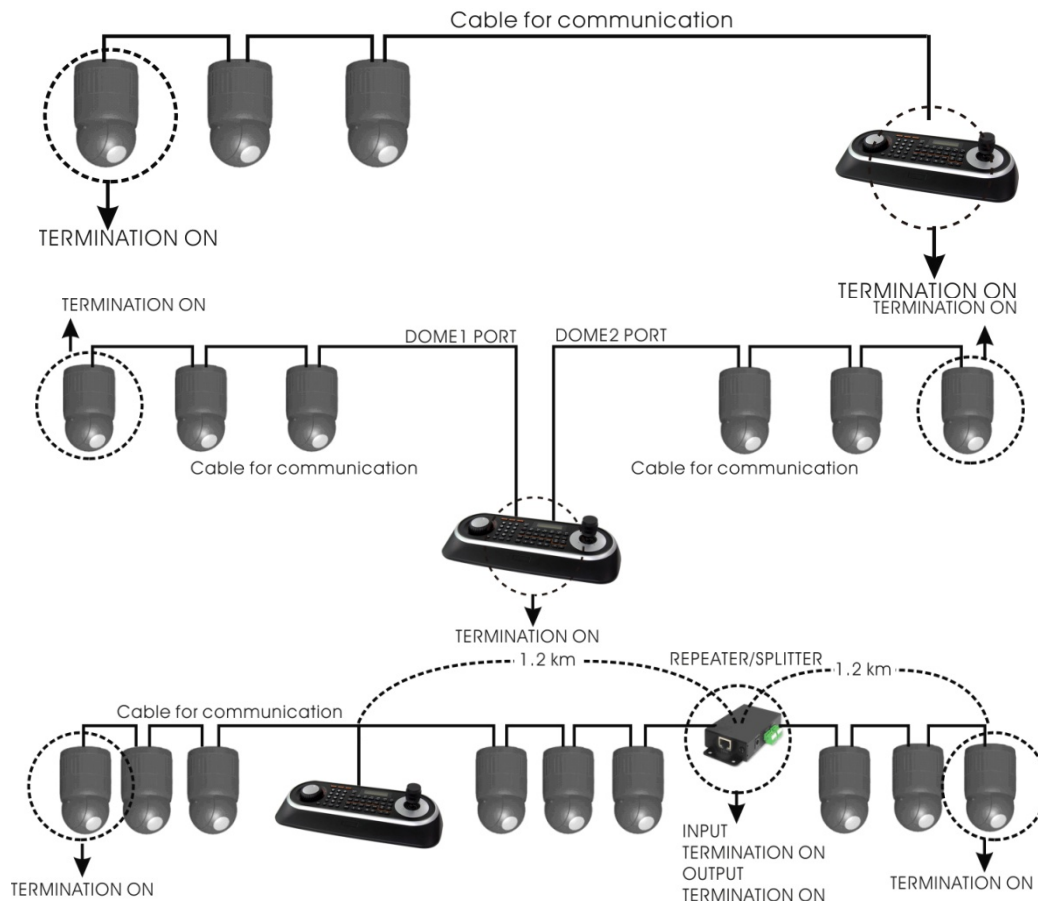 Cable for communication
TERMINATION ON
TERMINATION ON
TERMINATION ON
TERMINATION ON
DOME1 PORT
DOME2 PORT
Cable for communication
Cable for communication
TERMINATION ON
REPEATER/SPLITTER
1.2 km
1.2 km
Cable for communication
INPUT
TERMINATION ON
OUTPUT
TERMINATION ON
TERMINATION ON
TERMINATION ON